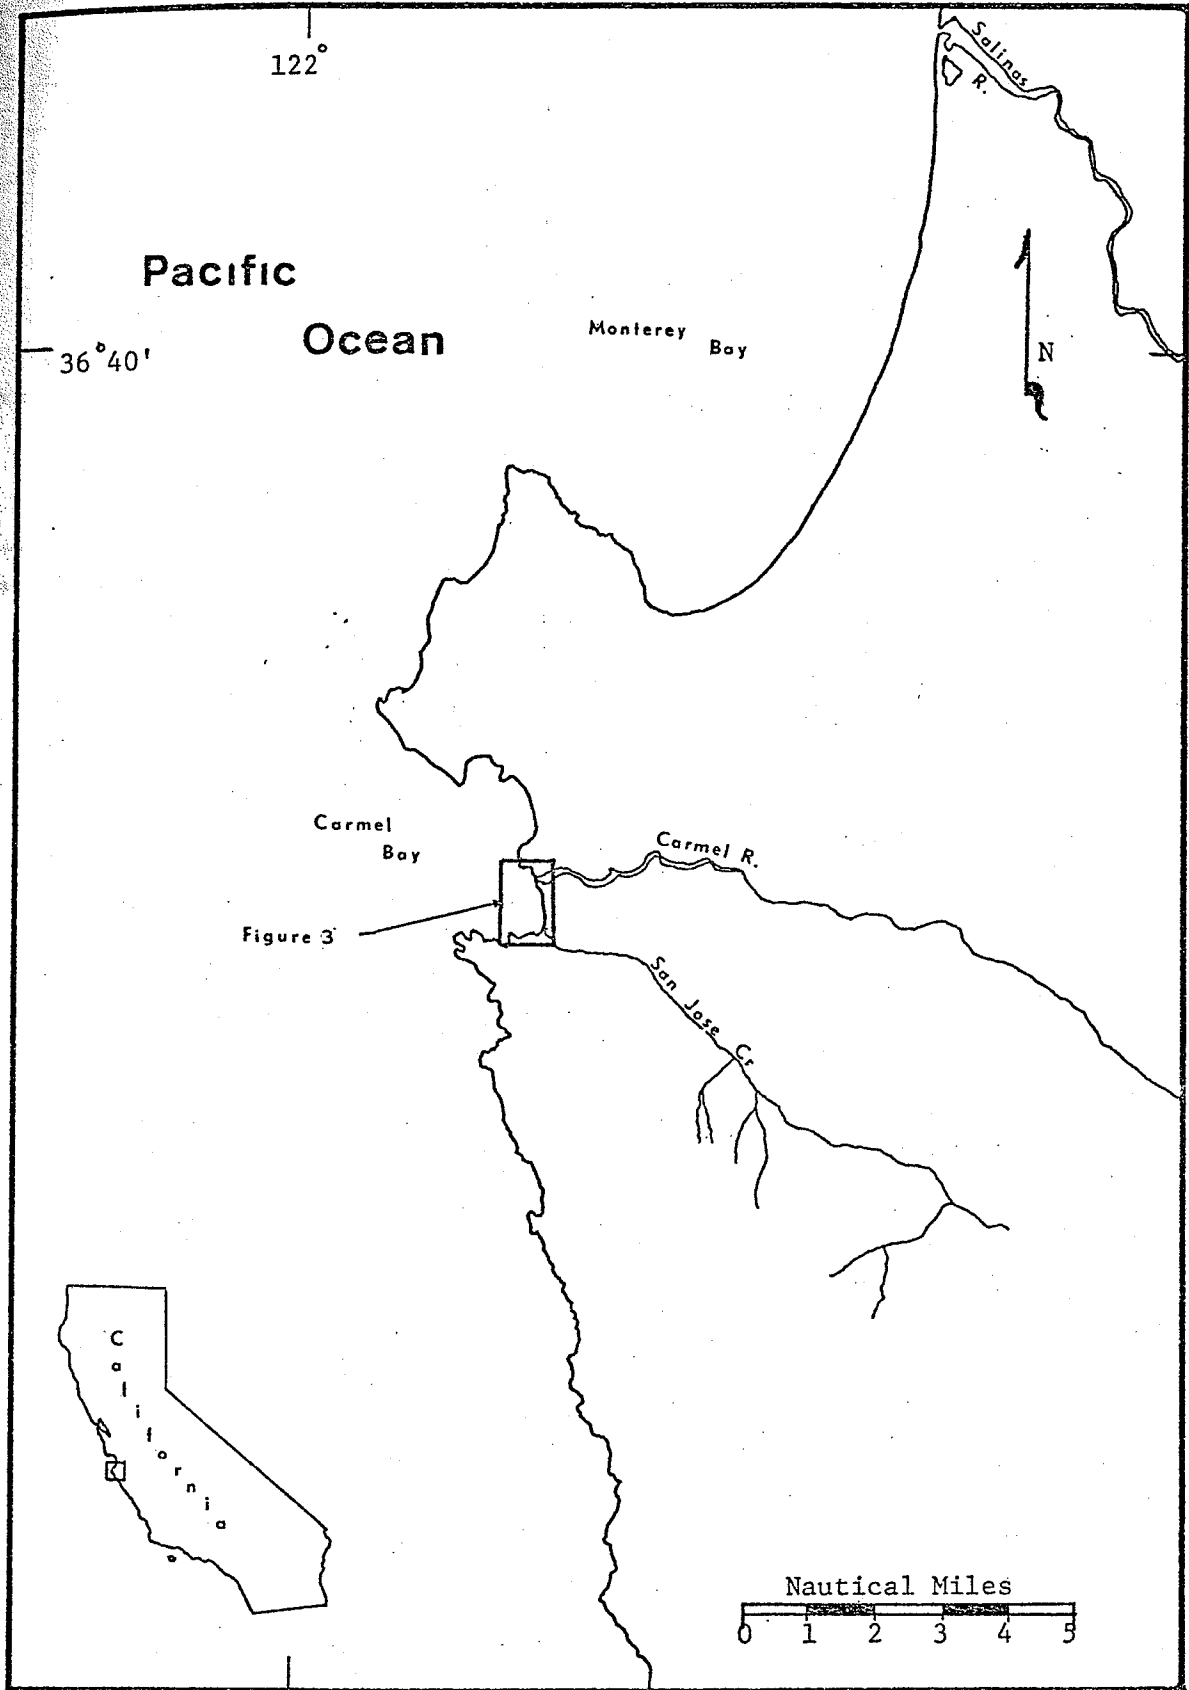 122°
Salinas
R.
Pacific
Ocean
Monterey
Bay
36°40'
N
Carmel
Bay
Carmel R.
Figure 3
San Jose Cr
California
Nautical Miles
0 1 2 3 4 5